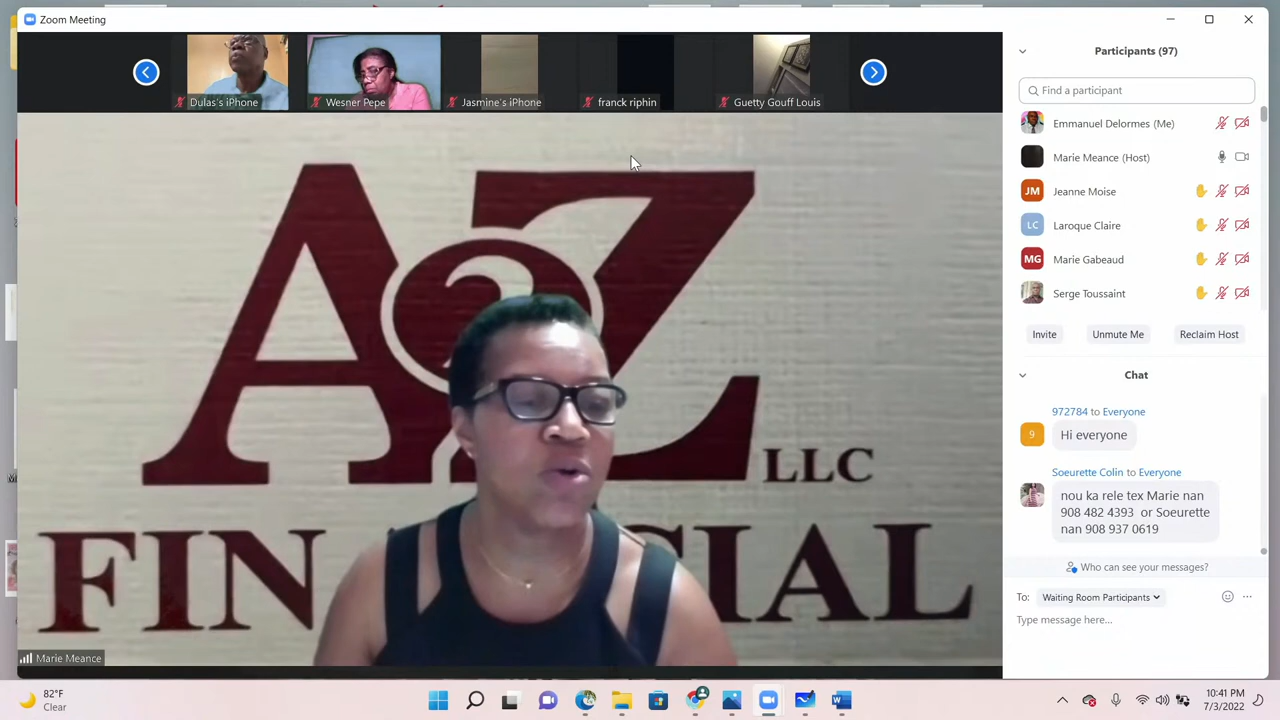 Zoom Meeting
Dulas's iPhone
Wesner Pepe
Jasmine's iPhone
franck riphin
Guetty Gouff Louis
A Z
LLC
FIN CIAL
Marie Meance
Participants (97)
Find a participant
Emmanuel Delormes (Me)
Marie Meance (Host)
JM Jeanne Moise
LC Laroque Claire
MG Marie Gabeaud
Serge Toussaint
Invite Unmute Me Reclaim Host
Chat
972784 to Everyone
9 Hi everyone
Soeurette Colin to Everyone
nou ka rele tex Marie nan
908 482 4393 or Soeurette
nan 908 937 0619
Who can see your messages?
To: Waiting Room Participants
Type message here...
82°F
Clear
10:41 PM
7/3/2022